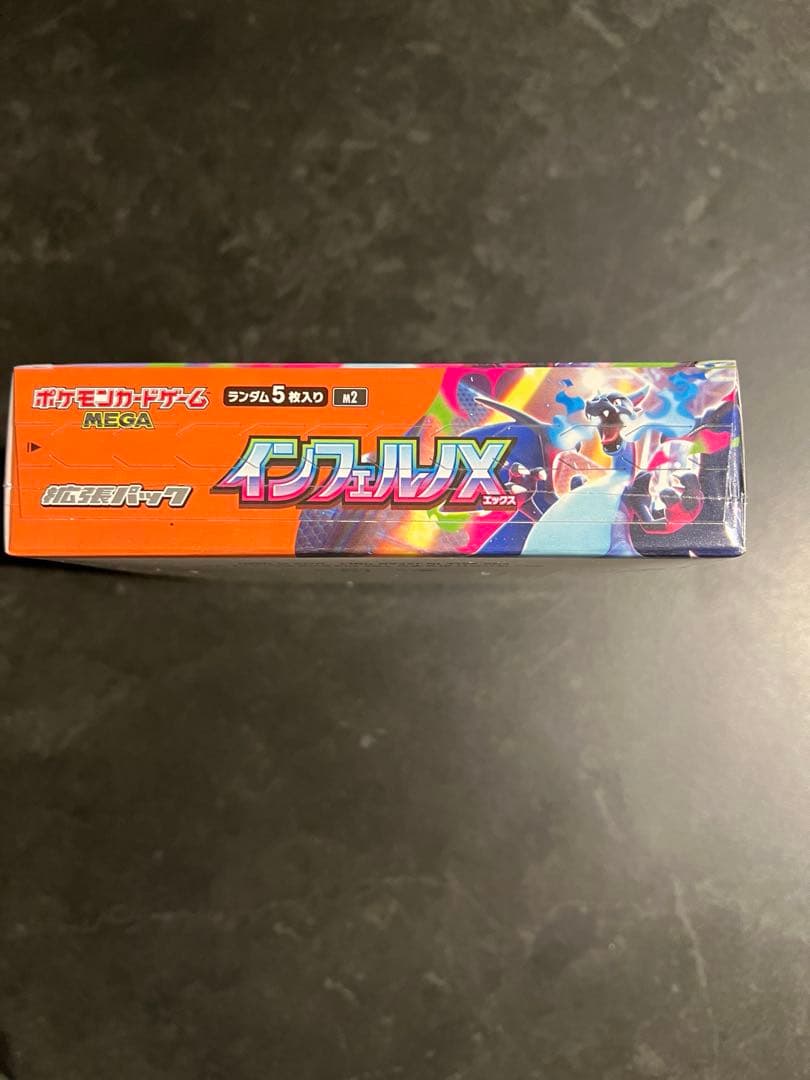 ポケモンカードゲーム
MEGA
ランダム5枚入り M2
拡張パック
インフェルノX
エックス